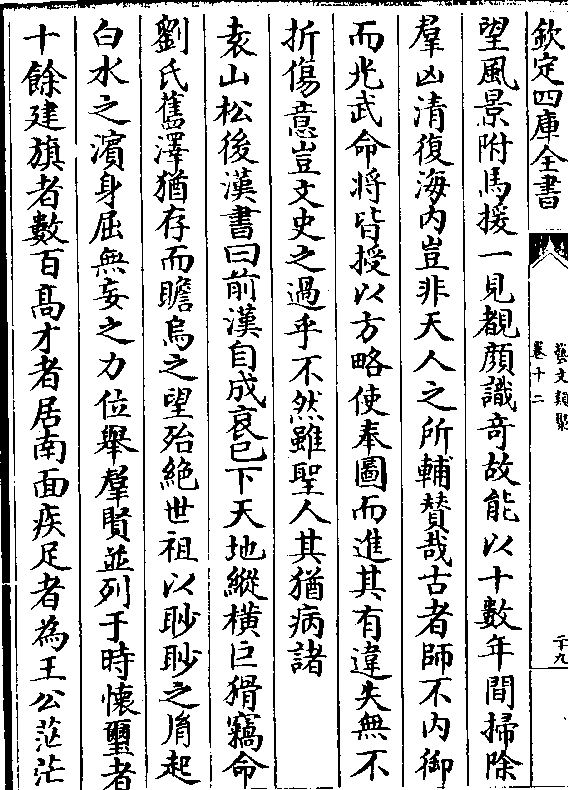 欽定四庫全書
藝文類聚
卷十二
十九
望風景附馬援一見覩顔識奇故能以十數年間掃除
羣凶清復海内豈非天人之所輔賛哉古者師不内御
而光武命将皆授以方略使奉圖而進其有違失無不
折傷意豈文史之過乎不然雖聖人其猶病諸
袁山松後漢書曰前漢自成哀已下天地縱横巨猾竊命
劉氏舊澤猶存而瞻烏之望殆絶世祖以眇眇之胤起
白水之濵身屈無妄之力位舉羣賢並列于時懐璽者
十餘建旗者數百髙才者居南面疾足者為王公茫茫